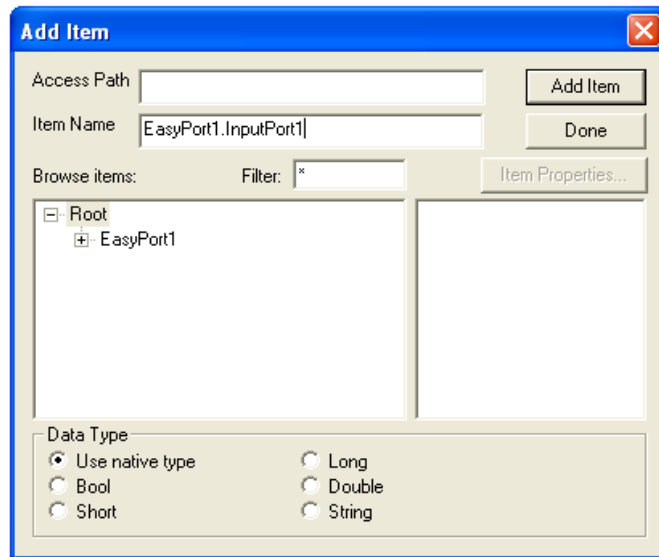 Add Item
Access Path
Add Item
Item Name EasyPort1.InputPort1
Done
Browse items: Filter: *
Item Properties...
Root
EasyPort1
Data Type
Use native type Long
Bool Double
Short String